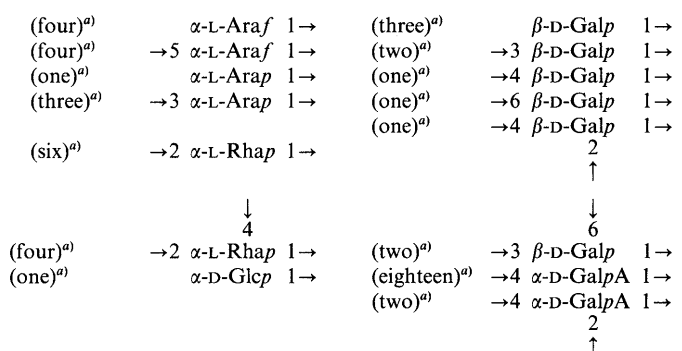 (four)ᵃ⁾ α-L-Araf 1→ (three)ᵃ⁾ β-D-Galp 1→
(four)ᵃ⁾ →5 α-L-Araf 1→ (two)ᵃ⁾ →3 β-D-Galp 1→
(one)ᵃ⁾ α-L-Arap 1→ (one)ᵃ⁾ →4 β-D-Galp 1→
(three)ᵃ⁾ →3 α-L-Arap 1→ (one)ᵃ⁾ →6 β-D-Galp 1→
(one)ᵃ⁾ →4 β-D-Galp 1→
(six)ᵃ⁾ →2 α-L-Rhap 1→ 2
↑
↓ ↓
4 6
(four)ᵃ⁾ →2 α-L-Rhap 1→ (two)ᵃ⁾ →3 β-D-Galp 1→
(one)ᵃ⁾ α-D-Glcp 1→ (eighteen)ᵃ⁾ →4 α-D-GalpA 1→
(two)ᵃ⁾ →4 α-D-GalpA 1→
2
↑